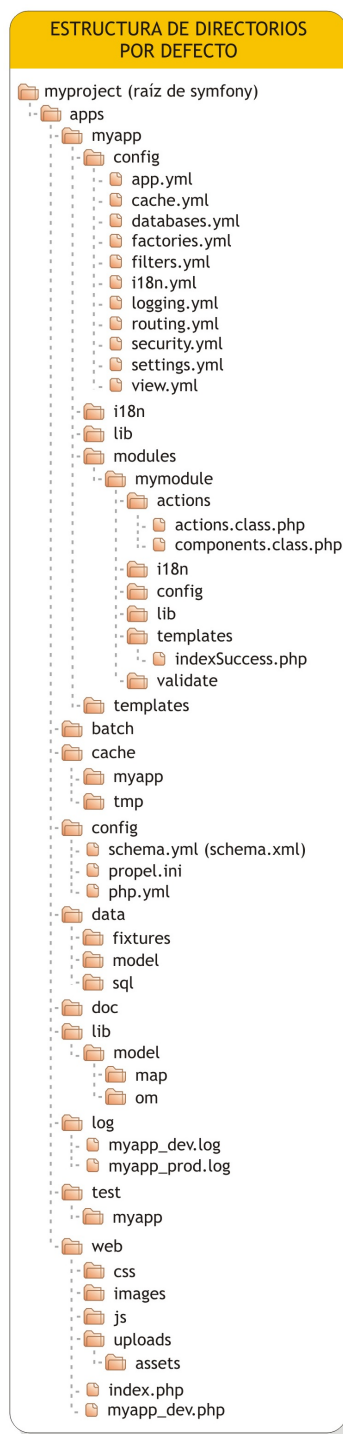 ESTRUCTURA DE DIRECTORIOS
POR DEFECTO
myproject (raíz de symfony)
apps
myapp
config
app.yml
cache.yml
databases.yml
factories.yml
filters.yml
i18n.yml
logging.yml
routing.yml
security.yml
settings.yml
view.yml
i18n
lib
modules
mymodule
actions
actions.class.php
components.class.php
i18n
config
lib
templates
indexSuccess.php
validate
templates
batch
cache
myapp
tmp
config
schema.yml (schema.xml)
propel.ini
php.yml
data
fixtures
model
sql
doc
lib
model
map
om
log
myapp_dev.log
myapp_prod.log
test
myapp
web
css
images
js
uploads
assets
index.php
myapp_dev.php